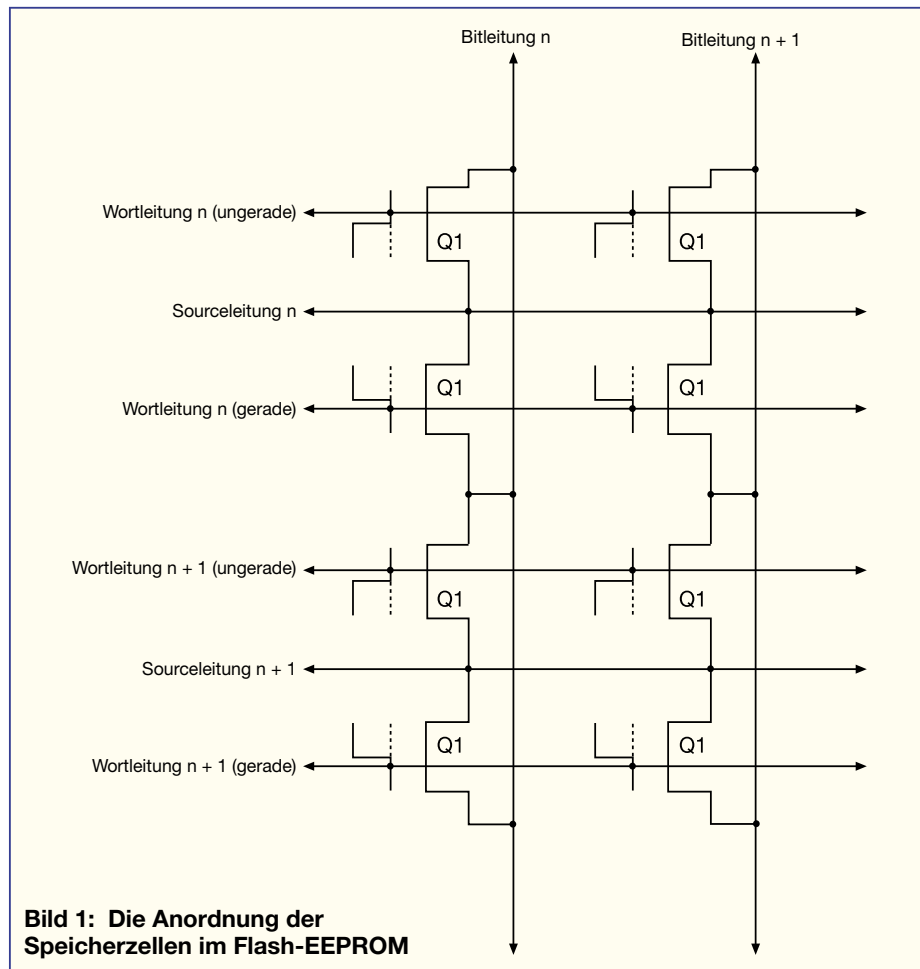 Bitleitung n
Bitleitung n + 1
Wortleitung n (ungerade)
Q1
Q1
Sourceleitung n
Q1
Q1
Wortleitung n (gerade)
Wortleitung n + 1 (ungerade)
Q1
Q1
Sourceleitung n + 1
Q1
Q1
Wortleitung n + 1 (gerade)
Bild 1: Die Anordnung der
Speicherzellen im Flash-EEPROM